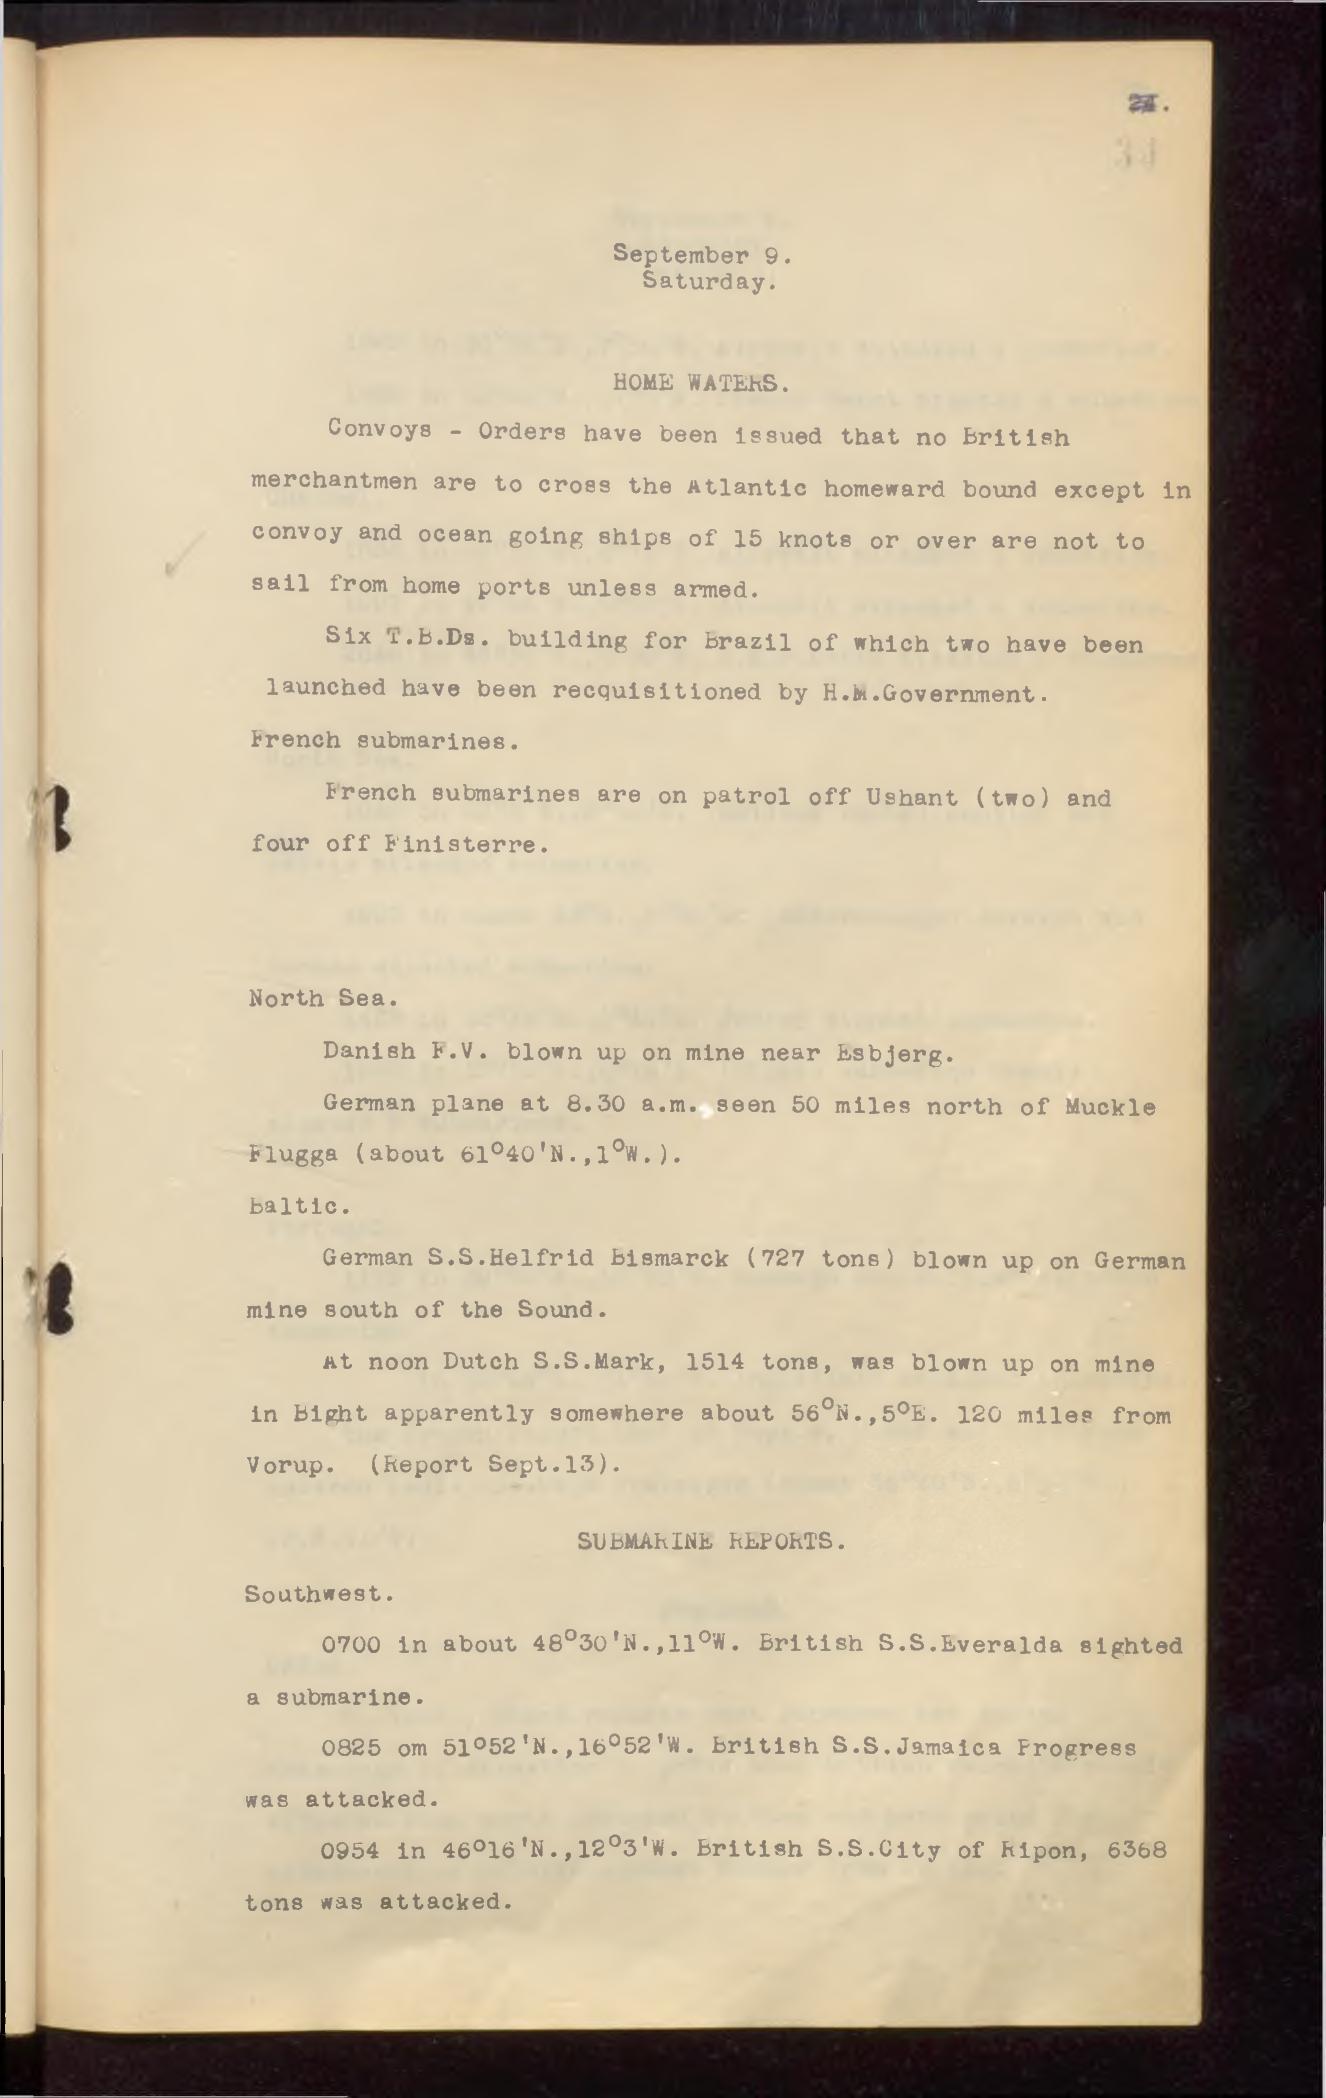 September 9.
Saturday.
HOME WATERS.
Convoys - Orders have been issued that no British
merchantmen are to cross the Atlantic homeward bound except in
convoy and ocean going ships of 15 knots or over are not to
sail from home ports unless armed.
Six T.B.Ds. building for Brazil of which two have been
launched have been recquisitioned by H.M.Government.
French submarines.
French submarines are on patrol off Ushant (two) and
four off Finisterre.
North Sea.
Danish F.V. blown up on mine near Esbjerg.
German plane at 8.30 a.m. seen 50 miles north of Muckle
Flugga (about 61°40'N.,1°W.).
Baltic.
German S.S.Helfrid Bismarck (727 tons) blown up on German
mine south of the Sound.
At noon Dutch S.S.Mark, 1514 tons, was blown up on mine
in Bight apparently somewhere about 56°N.,5°E. 120 miles from
Vorup. (Report Sept.13).
SUBMARINE REPORTS.
Southwest.
0700 in about 48°30'N.,11°W. British S.S.Everalda sighted
a submarine.
0825 om 51°52'N.,16°52'W. British S.S.Jamaica Progress
was attacked.
0954 in 46°16'N.,12°3'W. British S.S.City of Ripon, 6368
tons was attacked.